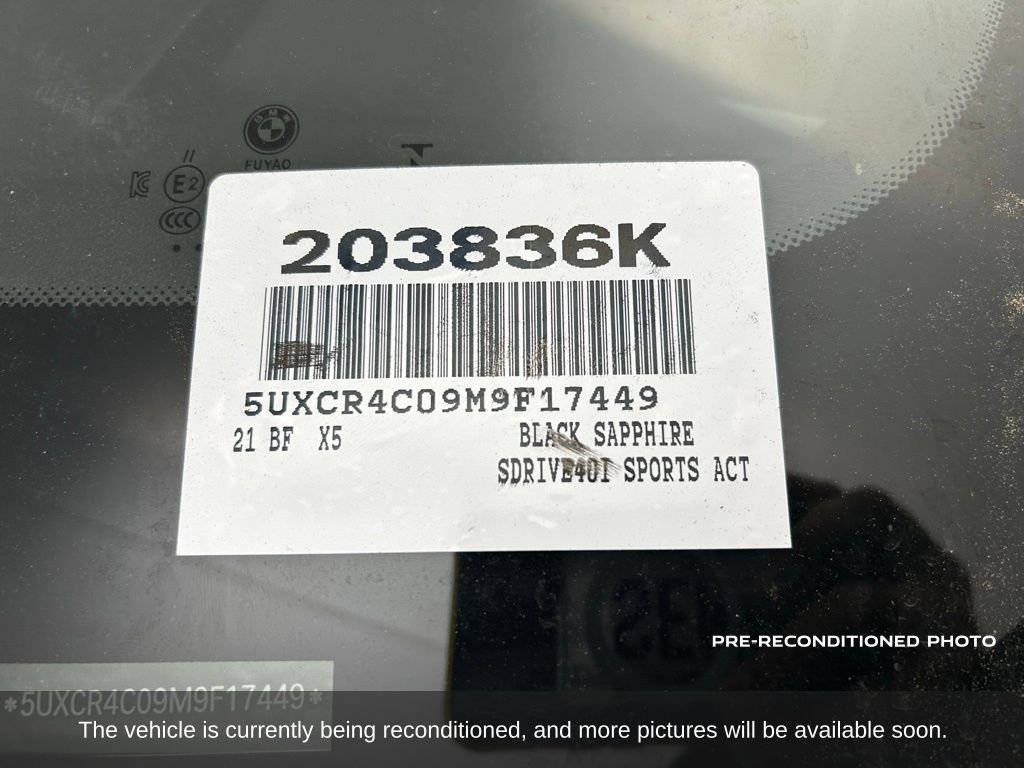 BMW
FUYAO
E2
CCC
203836K
5UXCR4C09M9F17449
21 BF X5
BLACK SAPPHIRE
SDRIVE40I SPORTS ACT
PRE-RECONDITIONED PHOTO
*5UXCR4C09M9F17449*
The vehicle is currently being reconditioned, and more pictures will be available soon.